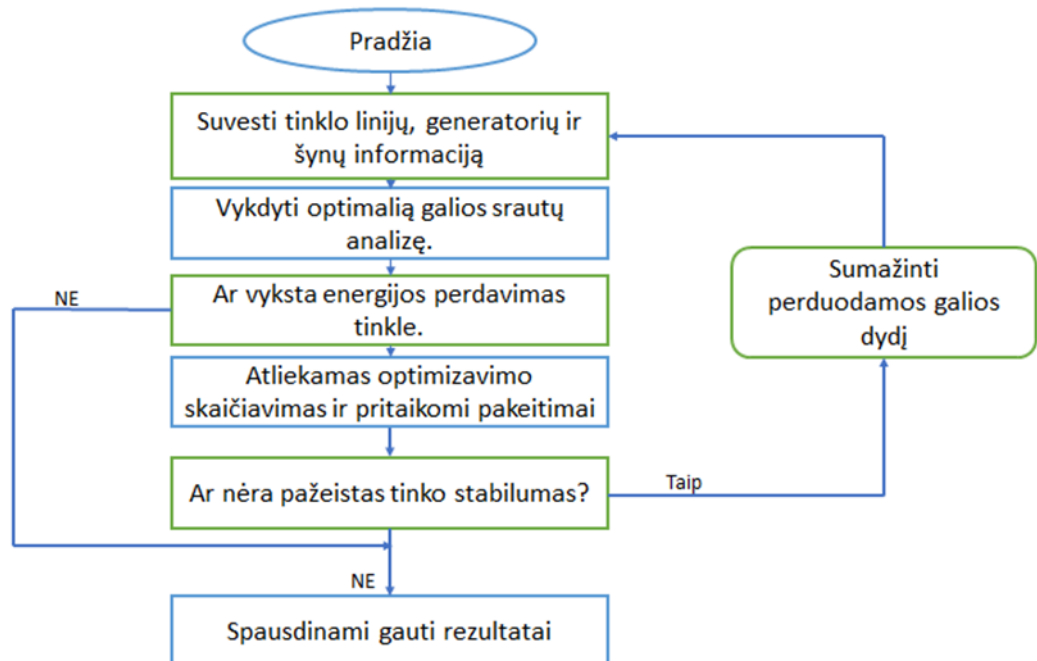 Pradžia
Suvesti tinklo linijų, generatorių ir
šynų informaciją
Vykdyti optimalią galios srautų
analizę.
Ar vyksta energijos perdavimas
tinkle.
NE
Atliekamas optimizavimo
skaičiavimas ir pritaikomi pakeitimai
Ar nėra pažeistas tinko stabilumas?
Taip
Sumažinti
perduodamos galios
dydį
NE
Spausdinami gauti rezultatai